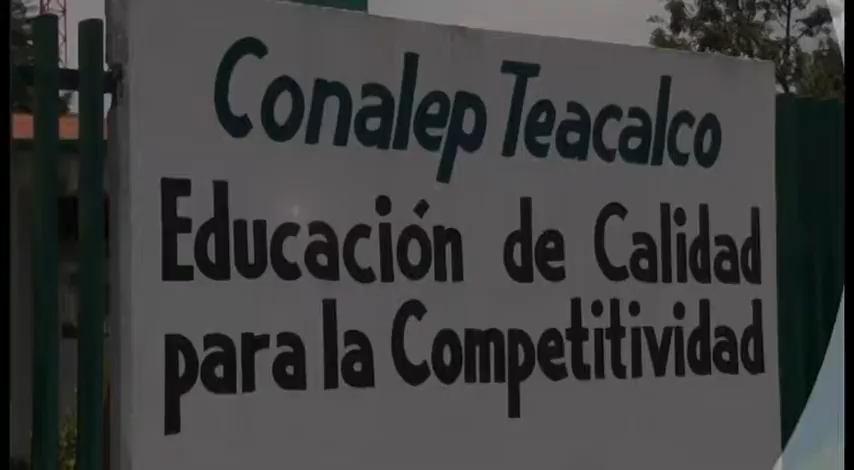 Conalep Teacalco
Educación de Calidad
para la Competitividad